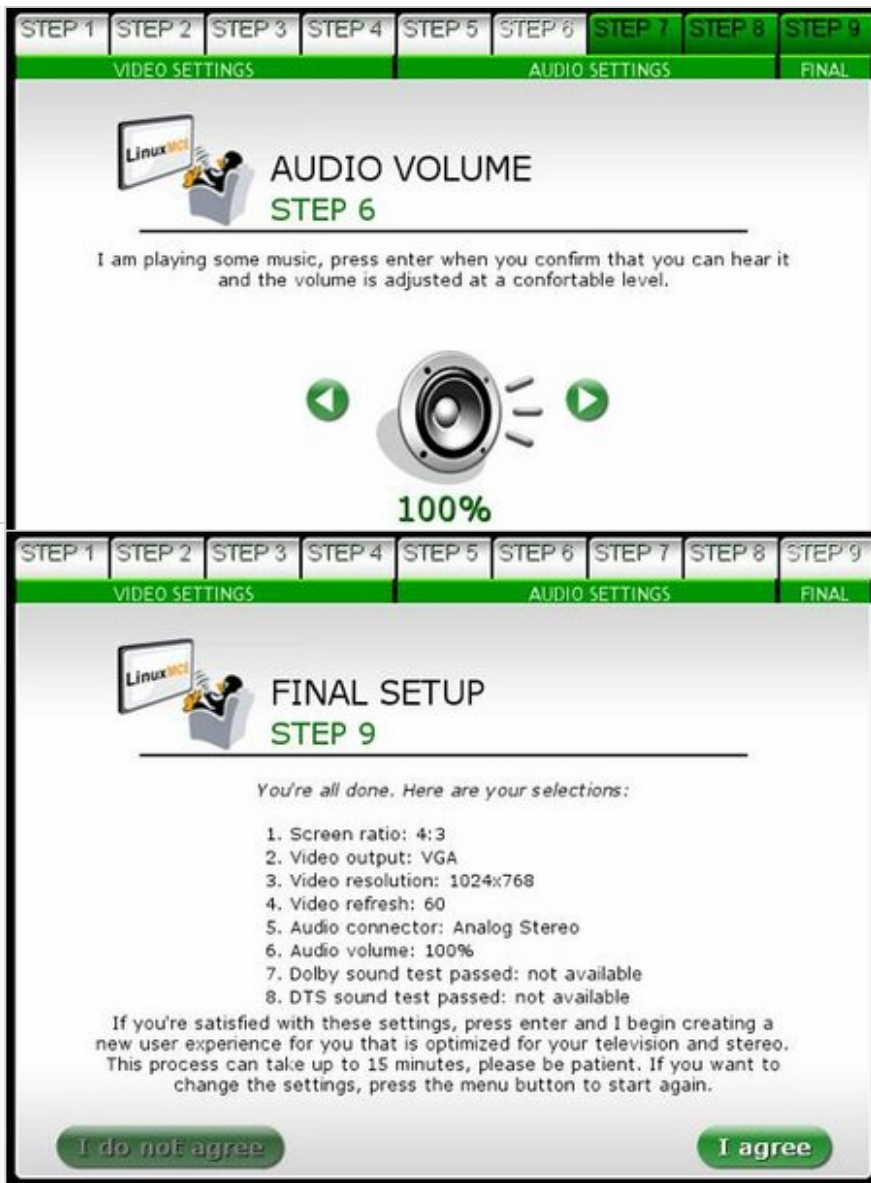 STEP 1 STEP 2 STEP 3 STEP 4 STEP 5 STEP 6 STEP 7 STEP 8 STEP 9
VIDEO SETTINGS AUDIO SETTINGS FINAL
LinuxMCE
AUDIO VOLUME
STEP 6
I am playing some music, press enter when you confirm that you can hear it
and the volume is adjusted at a confortable level.
100%
STEP 1 STEP 2 STEP 3 STEP 4 STEP 5 STEP 6 STEP 7 STEP 8 STEP 9
VIDEO SETTINGS AUDIO SETTINGS FINAL
LinuxMCE
FINAL SETUP
STEP 9
You're all done. Here are your selections:
1. Screen ratio: 4:3
2. Video output: VGA
3. Video resolution: 1024x768
4. Video refresh: 60
5. Audio connector: Analog Stereo
6. Audio volume: 100%
7. Dolby sound test passed: not available
8. DTS sound test passed: not available
If you're satisfied with these settings, press enter and I begin creating a
new user experience for you that is optimized for your television and stereo.
This process can take up to 15 minutes, please be patient. If you want to
change the settings, press the menu button to start again.
I do not agree I agree